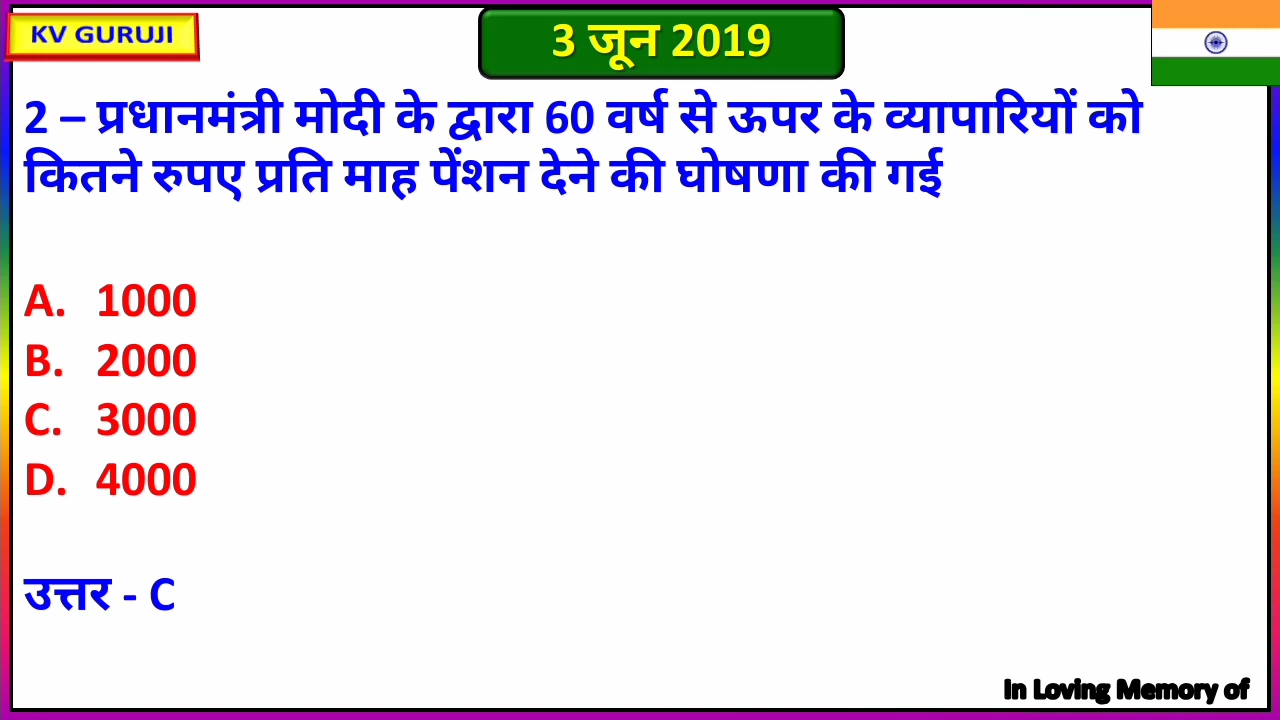 KV GURUJI
3 जून 2019
2 – प्रधानमंत्री मोदी के द्वारा 60 वर्ष से ऊपर के व्यापारियों को
कितने रुपए प्रति माह पेंशन देने की घोषणा की गई
A. 1000
B. 2000
C. 3000
D. 4000
उत्तर - C
In Loving Memory of